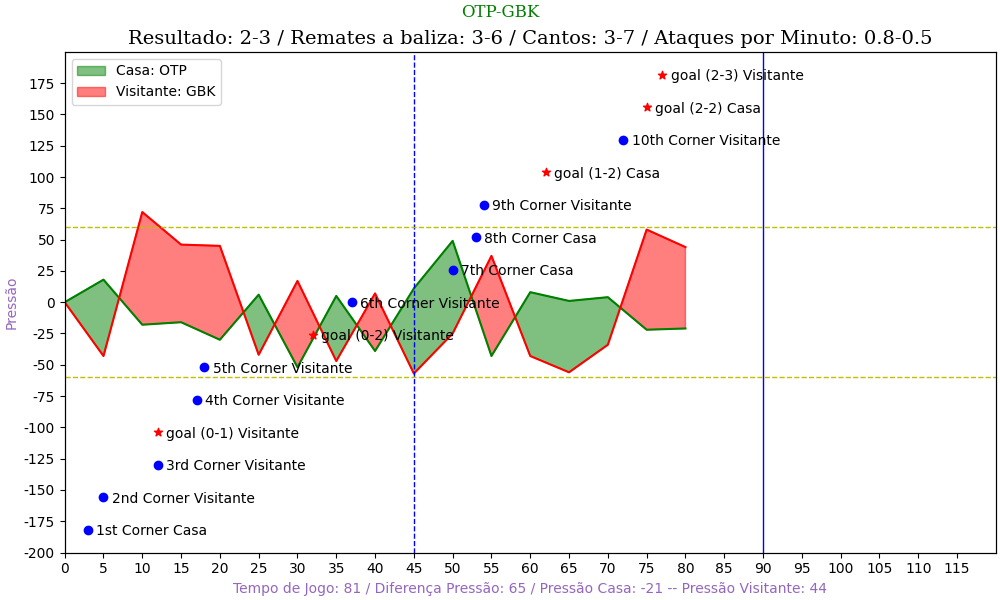 OTP-GBK
Resultado: 2-3 / Remates a baliza: 3-6 / Cantos: 3-7 / Ataques por Minuto: 0.8-0.5
Casa: OTP
Visitante: GBK
goal (2-3) Visitante
goal (2-2) Casa
10th Corner Visitante
goal (1-2) Casa
9th Corner Visitante
8th Corner Casa
7th Corner Casa
6th Corner Visitante
goal (0-2) Visitante
5th Corner Visitante
4th Corner Visitante
goal (0-1) Visitante
3rd Corner Visitante
2nd Corner Visitante
1st Corner Casa
Pressão
175
150
125
100
75
50
25
0
-25
-50
-75
-100
-125
-150
-175
-200
0 5 10 15 20 25 30 35 40 45 50 55 60 65 70 75 80 85 90 95 100 105 110 115
Tempo de Jogo: 81 / Diferença Pressão: 65 / Pressão Casa: -21 -- Pressão Visitante: 44